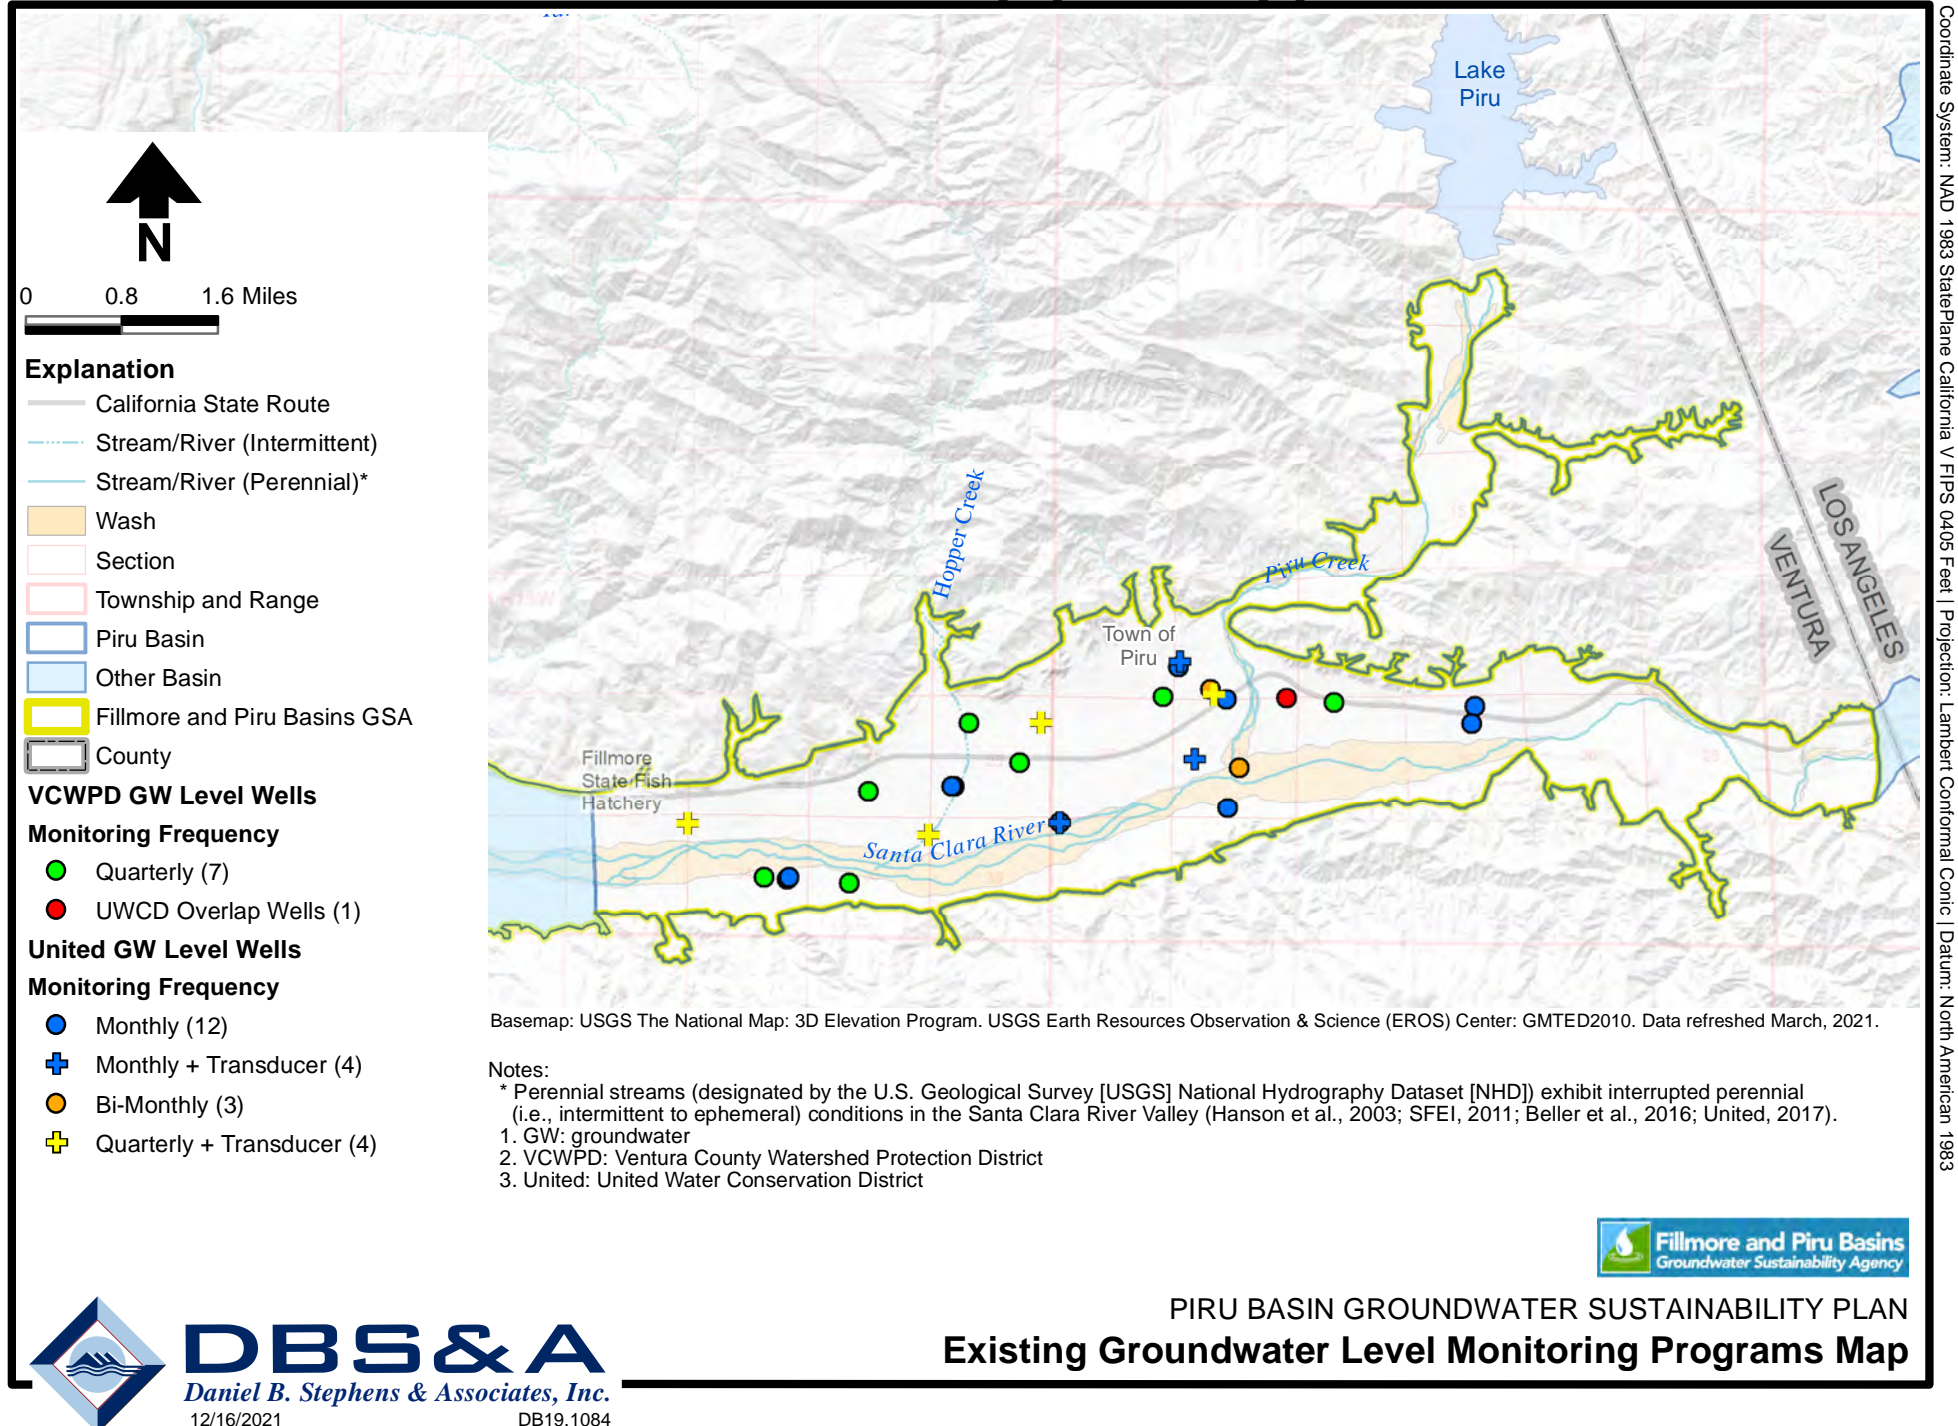 Lake
Piru
N
0 0.8 1.6 Miles
Explanation
California State Route
Stream/River (Intermittent)
Stream/River (Perennial)*
Wash
Section
Township and Range
Piru Basin
Other Basin
Fillmore and Piru Basins GSA
County
VCWPD GW Level Wells
Monitoring Frequency
Quarterly (7)
UWCD Overlap Wells (1)
United GW Level Wells
Monitoring Frequency
Monthly (12)
Monthly + Transducer (4)
Bi-Monthly (3)
Quarterly + Transducer (4)
Hopper Creek
Piru Creek
LOS ANGELES
VENTURA
Town of
Piru
Fillmore
State Fish
Hatchery
Santa Clara River
Coordinate System: NAD 1983 StatePlane California V FIPS 0405 Feet | Projection: Lambert Conformal Conic | Datum: North American 1983
Basemap: USGS The National Map: 3D Elevation Program. USGS Earth Resources Observation & Science (EROS) Center: GMTED2010. Data refreshed March, 2021.
Notes:
* Perennial streams (designated by the U.S. Geological Survey [USGS] National Hydrography Dataset [NHD]) exhibit interrupted perennial
(i.e., intermittent to ephemeral) conditions in the Santa Clara River Valley (Hanson et al., 2003; SFEI, 2011; Beller et al., 2016; United, 2017).
1. GW: groundwater
2. VCWPD: Ventura County Watershed Protection District
3. United: United Water Conservation District
Fillmore and Piru Basins
Groundwater Sustainability Agency
PIRU BASIN GROUNDWATER SUSTAINABILITY PLAN
Existing Groundwater Level Monitoring Programs Map
DBS&A
Daniel B. Stephens & Associates, Inc.
12/16/2021 DB19.1084